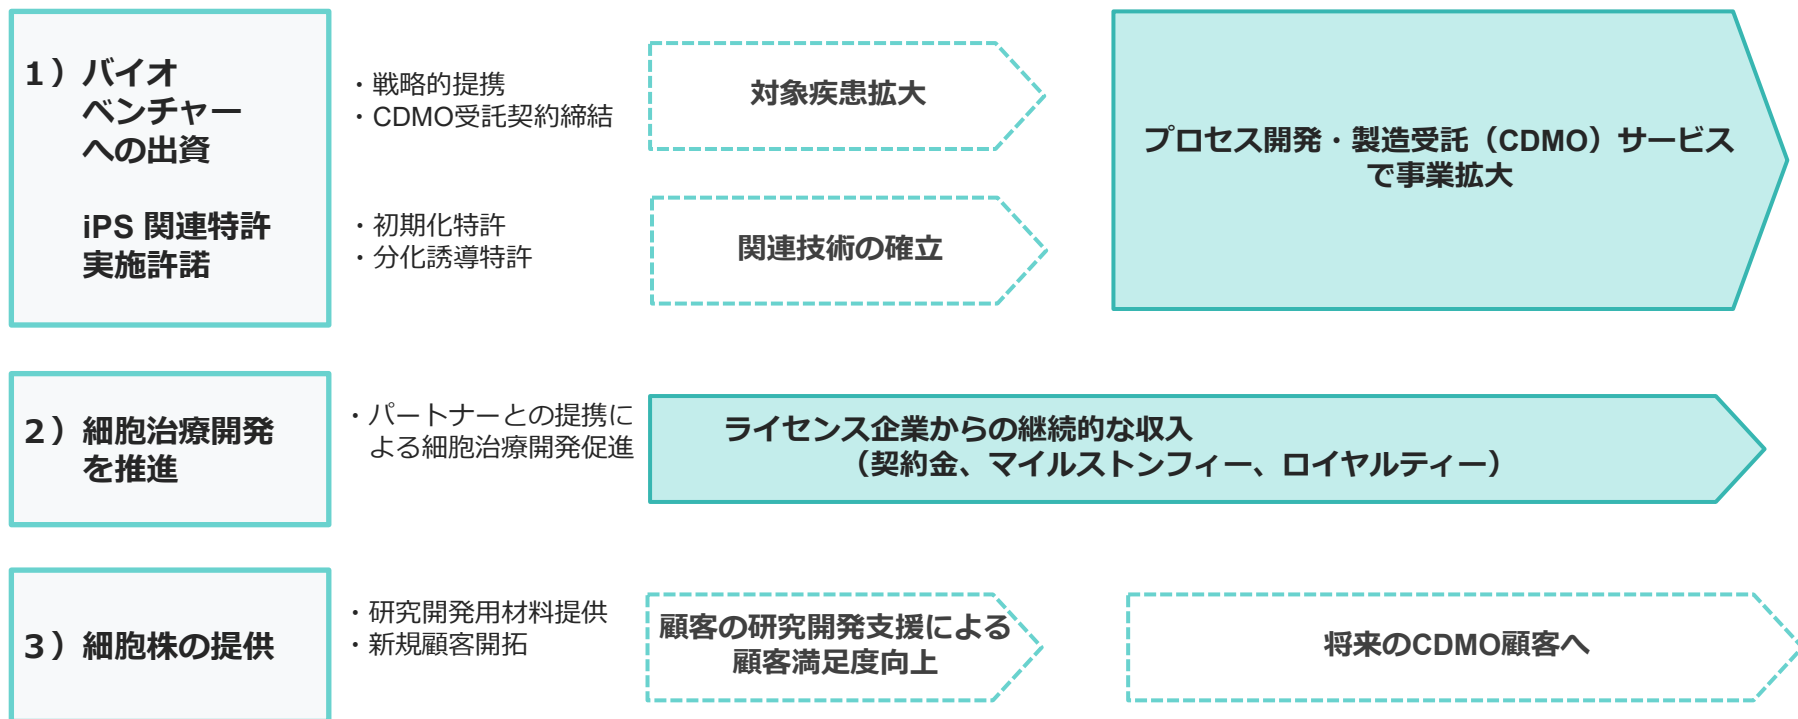 １）バイオ
ベンチャー
への出資
iPS 関連特許
実施許諾
・戦略的提携
・CDMO受託契約締結
・初期化特許
・分化誘導特許
対象疾患拡大
関連技術の確立
プロセス開発・製造受託（CDMO）サービス
で事業拡大
２）細胞治療開発
を推進
・パートナーとの提携に
よる細胞治療開発促進
ライセンス企業からの継続的な収入
（契約金、マイルストンフィー、ロイヤルティー）
３）細胞株の提供
・研究開発用材料提供
・新規顧客開拓
顧客の研究開発支援による
顧客満足度向上
将来のCDMO顧客へ